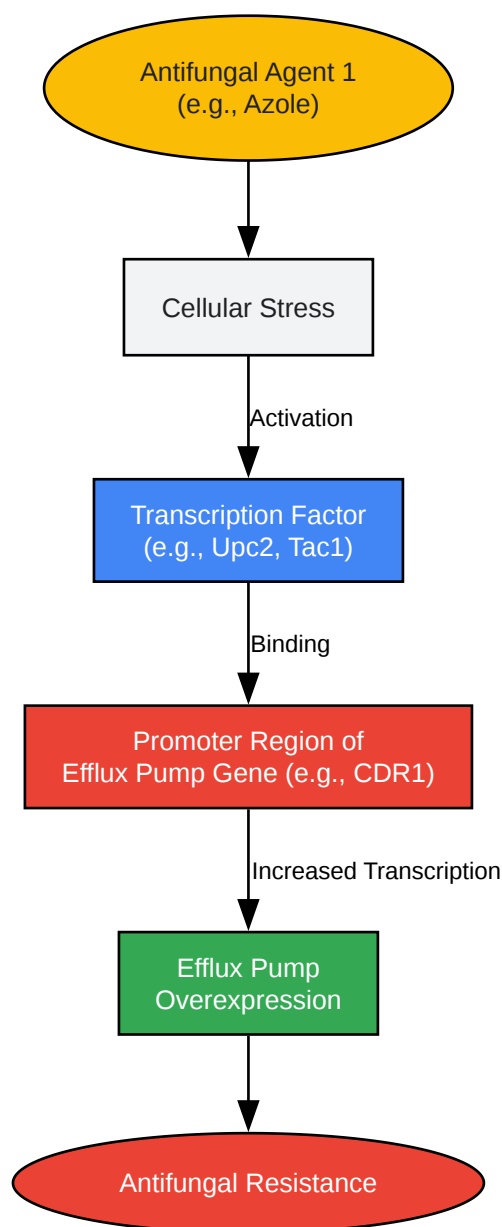 Antifungal Agent 1
(e.g., Azole)
Cellular Stress
Activation
Transcription Factor
(e.g., Upc2, Tac1)
Binding
Promoter Region of
Efflux Pump Gene (e.g., CDR1)
Increased Transcription
Efflux Pump
Overexpression
Antifungal Resistance